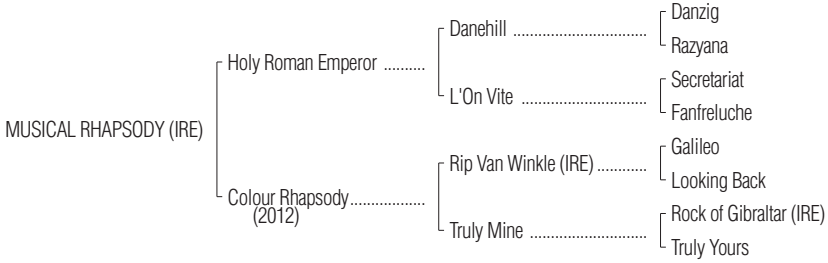 Danzig
Danehill ................................
Razyana
Holy Roman Emperor ..........
Secretariat
L'On Vite ..............................
Fanfreluche
MUSICAL RHAPSODY (IRE)
Galileo
Rip Van Winkle (IRE) ............
Looking Back
Colour Rhapsody..................
(2012)
Rock of Gibraltar (IRE)
Truly Mine ............................
Truly Yours